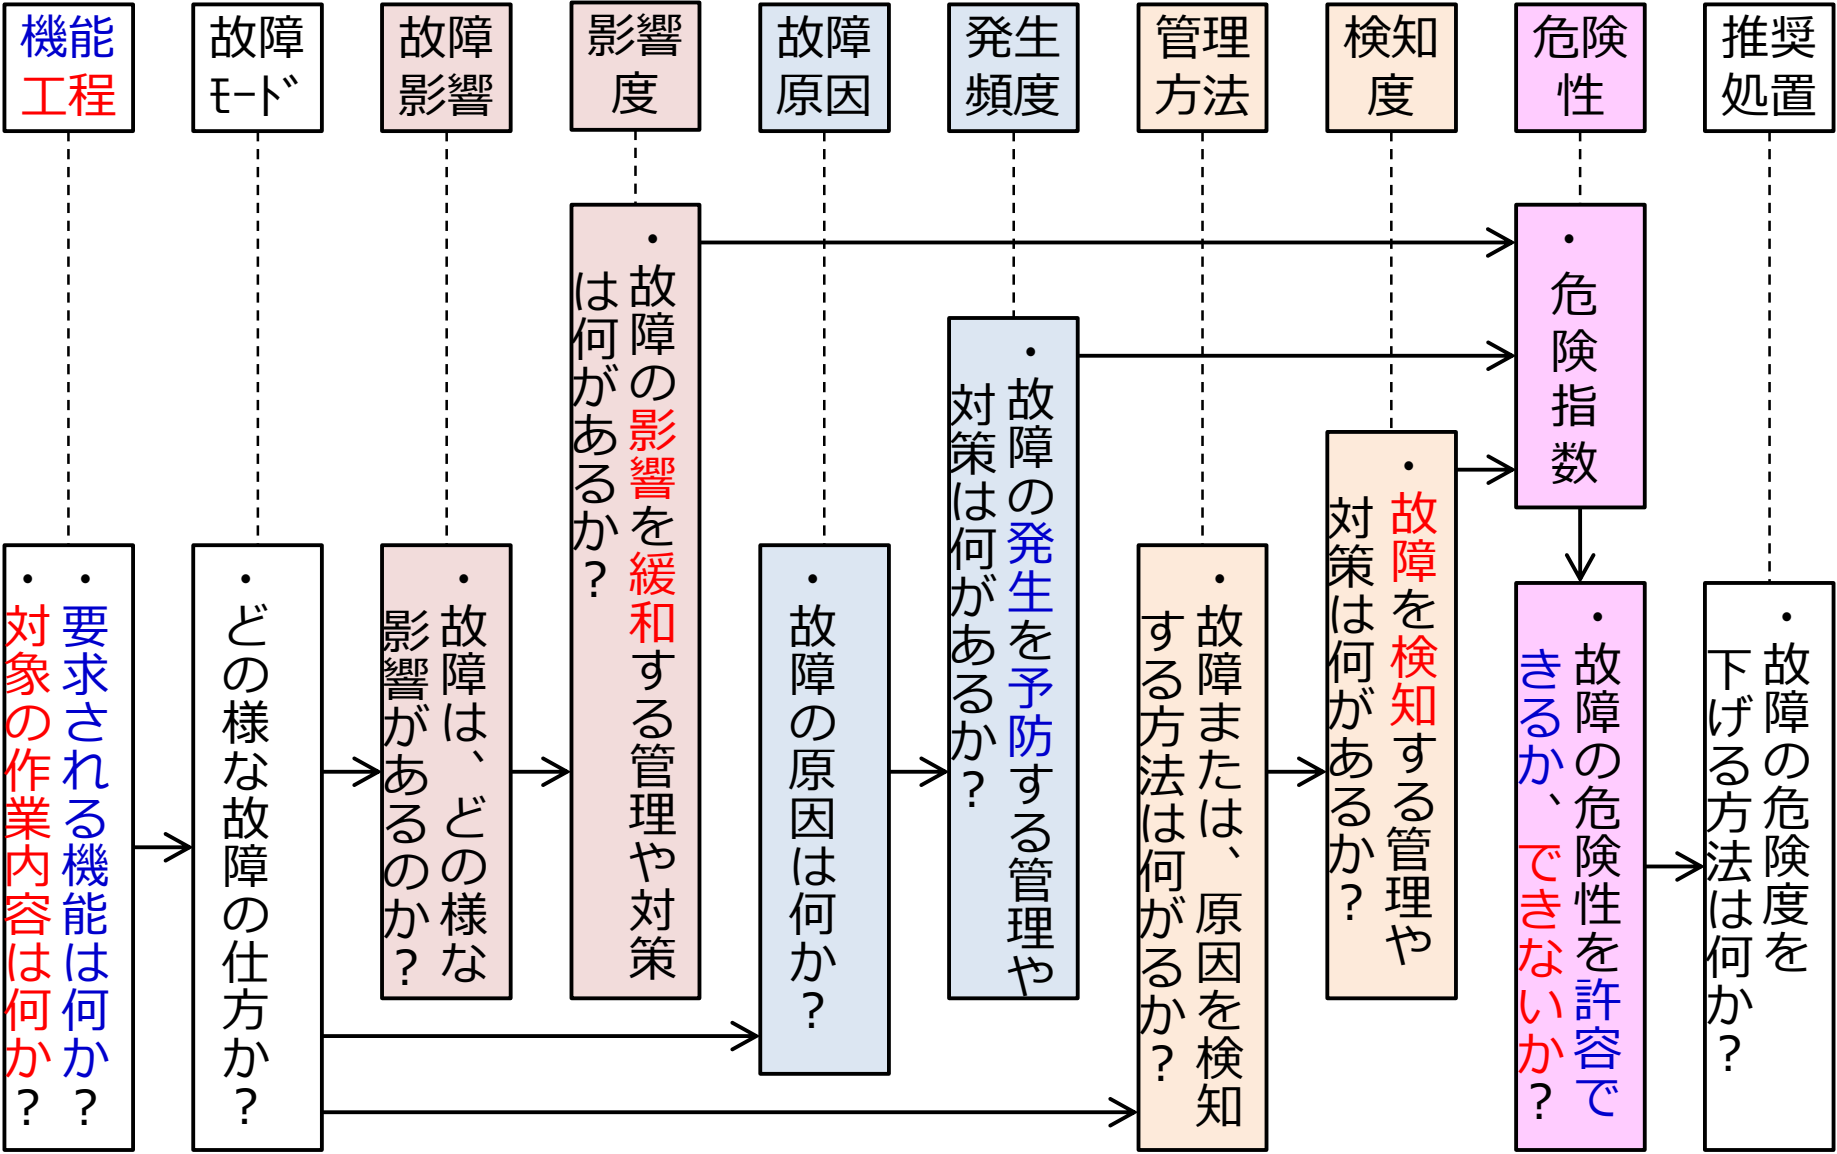 機能
工程
故障
ﾓｰﾄﾞ
故障
影響
影響
度
故障
原因
発生
頻度
管理
方法
検知
度
危険
性
推奨
処置
・要求される機能は何か?
・対象の作業内容は何か?
・どの様な故障の仕方か?
・故障は、どの様な
影響があるのか?
・故障の影響を緩和する管理や対策
は何があるか?
・故障の原因は何か?
・故障の発生を予防する管理や
対策は何があるか?
・故障または、原因を検知
する方法は何がるか?
・故障を検知する管理や
対策は何があるか?
・危険指数
・故障の危険性を許容で
きるか、できないか?
・故障の危険度を
下げる方法は何か?